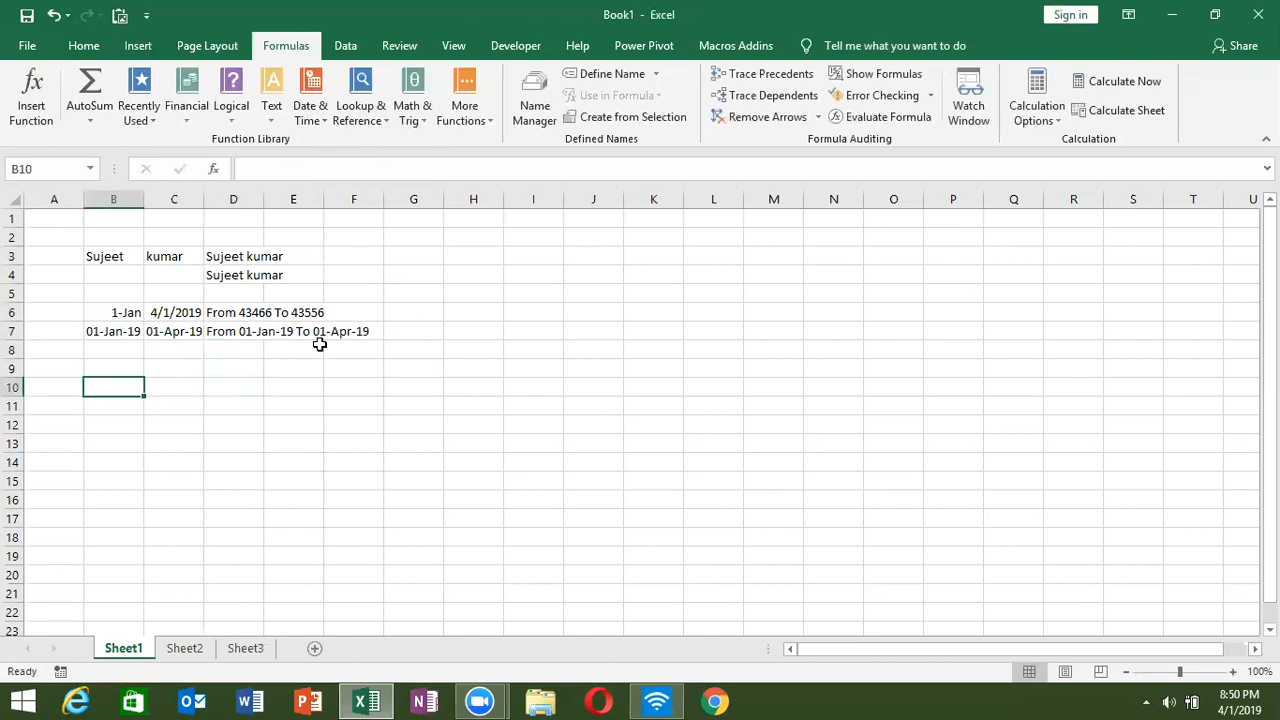 Book1 - Excel
Sign in
File Home Insert Page Layout Formulas Data Review View Developer Help Power Pivot Macros Addins Tell me what you want to do Share
Insert Function
AutoSum
Recently Used
Financial
Logical
Text
Date & Time
Lookup & Reference
Math & Trig
More Functions
Function Library
Name Manager
Define Name
Use in Formula
Create from Selection
Defined Names
Trace Precedents
Trace Dependents
Remove Arrows
Show Formulas
Error Checking
Evaluate Formula
Formula Auditing
Watch Window
Calculation Options
Calculate Now
Calculate Sheet
Calculation
B10 fx
A B C D E F G H I J K L M N O P Q R S T U
1
2
3 Sujeet kumar Sujeet kumar
4 Sujeet kumar
5
6 1-Jan 4/1/2019 From 43466 To 43556
7 01-Jan-19 01-Apr-19 From 01-Jan-19 To 01-Apr-19
8
9
10
11
12
13
14
15
16
17
18
19
20
21
22
23
Sheet1 Sheet2 Sheet3
Ready 100%
8:50 PM
4/1/2019